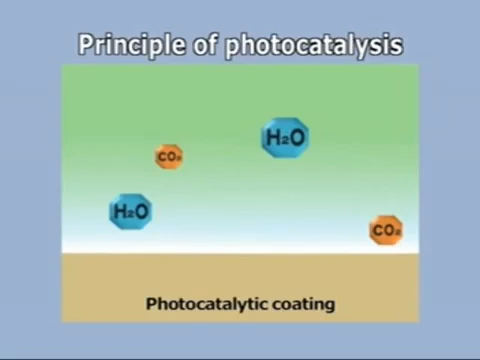 Principle of photocatalysis
H₂O
CO₂
H₂O
CO₂
Photocatalytic coating